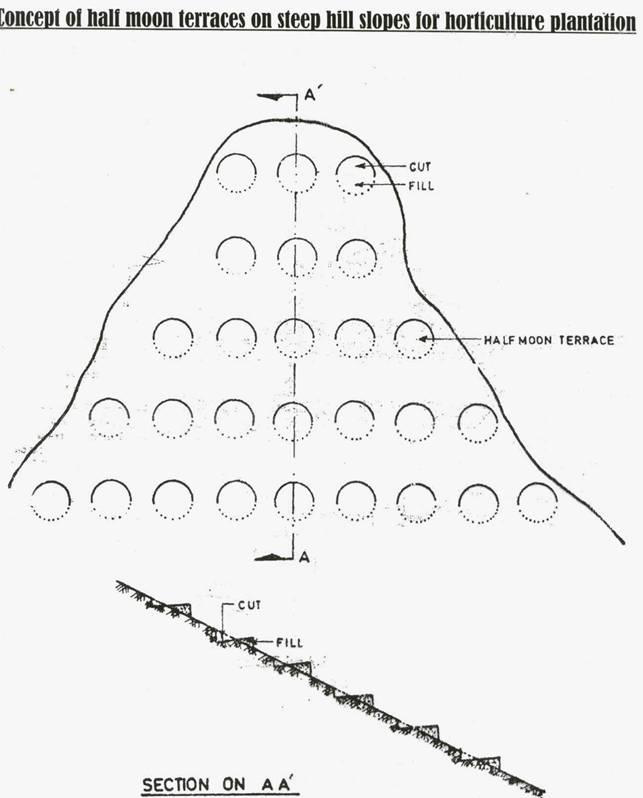 Concept of half moon terraces on steep hill slopes for horticulture plantation
A′
CUT
FILL
HALF MOON TERRACE
A
CUT
FILL
SECTION ON AA′